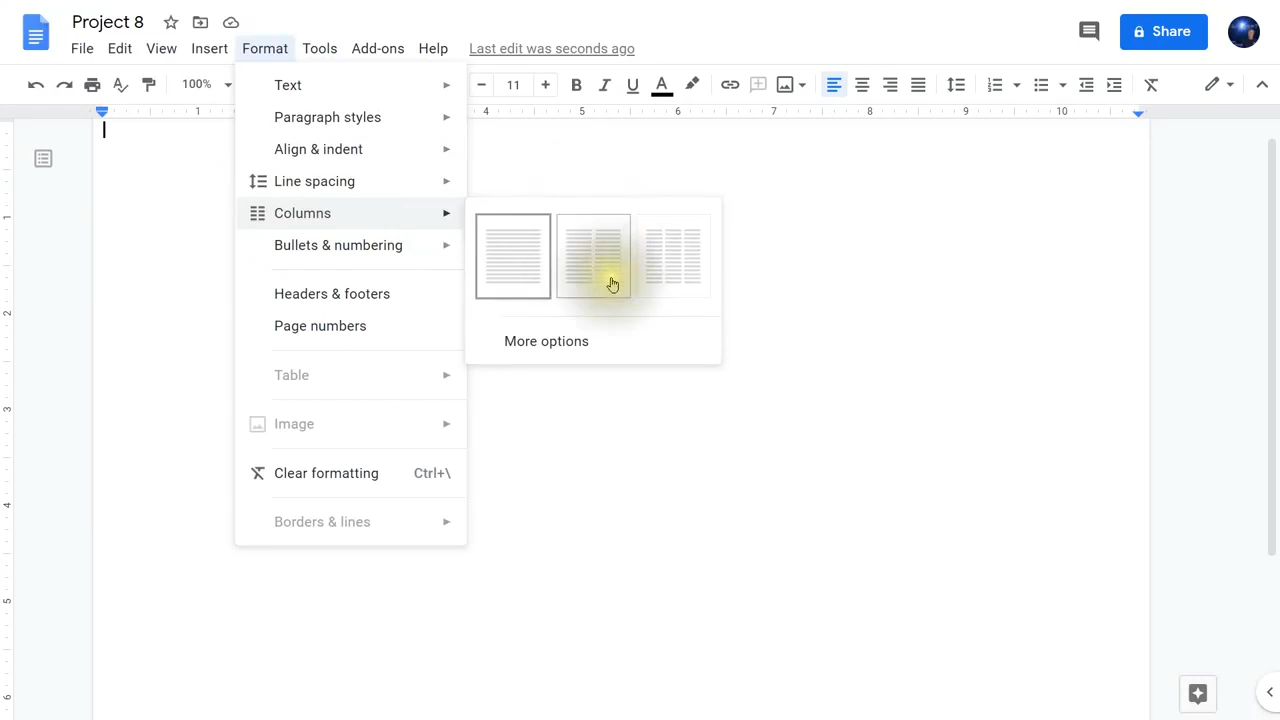 Project 8
File Edit View Insert Format Tools Add-ons Help Last edit was seconds ago
Share
100% 11
1 4 5 6 7 8 9 10
Text
Paragraph styles
Align & indent
Line spacing
Columns
Bullets & numbering
Headers & footers
Page numbers
Table
Image
Clear formatting Ctrl+\
Borders & lines
More options
1
2
3
4
5
6